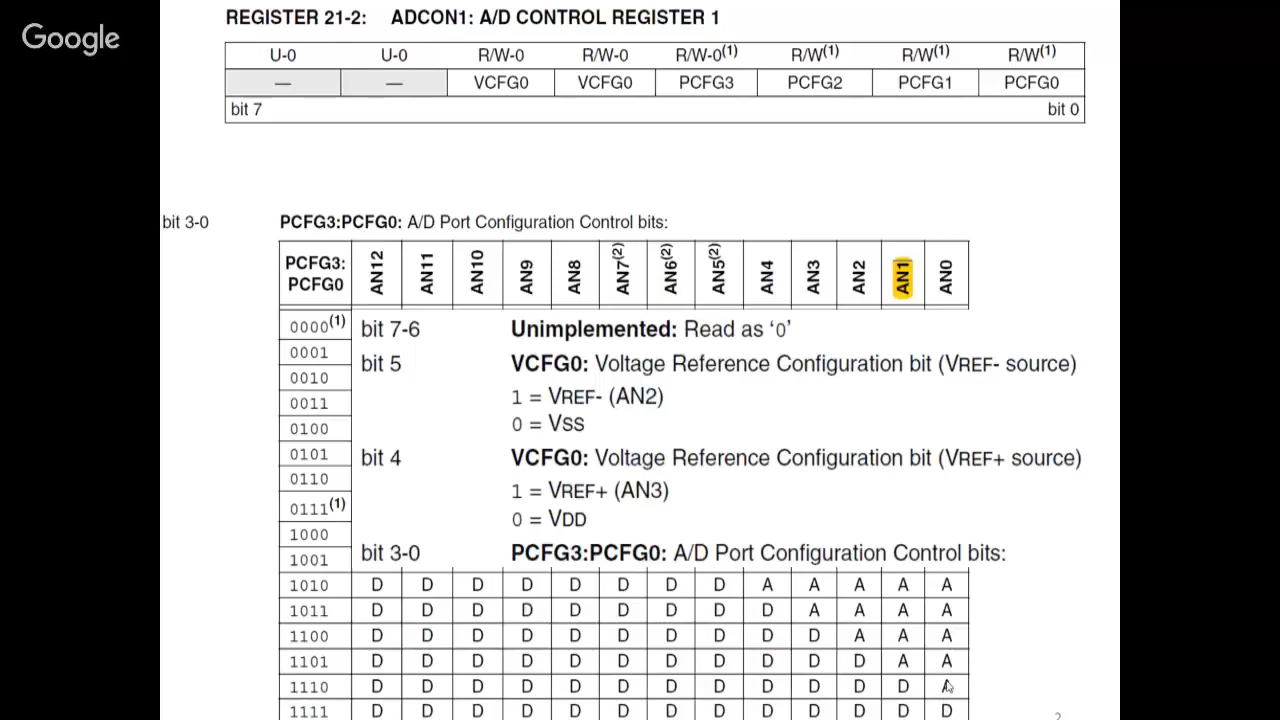 Google
REGISTER 21-2: ADCON1: A/D CONTROL REGISTER 1
U-0 U-0 R/W-0 R/W-0 R/W-0(1) R/W(1) R/W(1) R/W(1)
— — VCFG0 VCFG0 PCFG3 PCFG2 PCFG1 PCFG0
bit 7 bit 0
bit 3-0 PCFG3:PCFG0: A/D Port Configuration Control bits:
PCFG3:
PCFG0 AN12 AN11 AN10 AN9 AN8 AN7(2) AN6(2) AN5(2) AN4 AN3 AN2 AN1 AN0
0000(1) bit 7-6 Unimplemented: Read as ‘0’
0001
bit 5 VCFG0: Voltage Reference Configuration bit (VREF- source)
0010
1 = VREF- (AN2)
0011
0 = VSS
0100
0101 bit 4 VCFG0: Voltage Reference Configuration bit (VREF+ source)
0110
1 = VREF+ (AN3)
0111(1)
0 = VDD
1000
1001 bit 3-0 PCFG3:PCFG0: A/D Port Configuration Control bits:
1010 D D D D D D D D A A A A A
1011 D D D D D D D D D A A A A
1100 D D D D D D D D D D A A A
1101 D D D D D D D D D D D A A
1110 D D D D D D D D D D D D A
1111 D D D D D D D D D D D D D
2